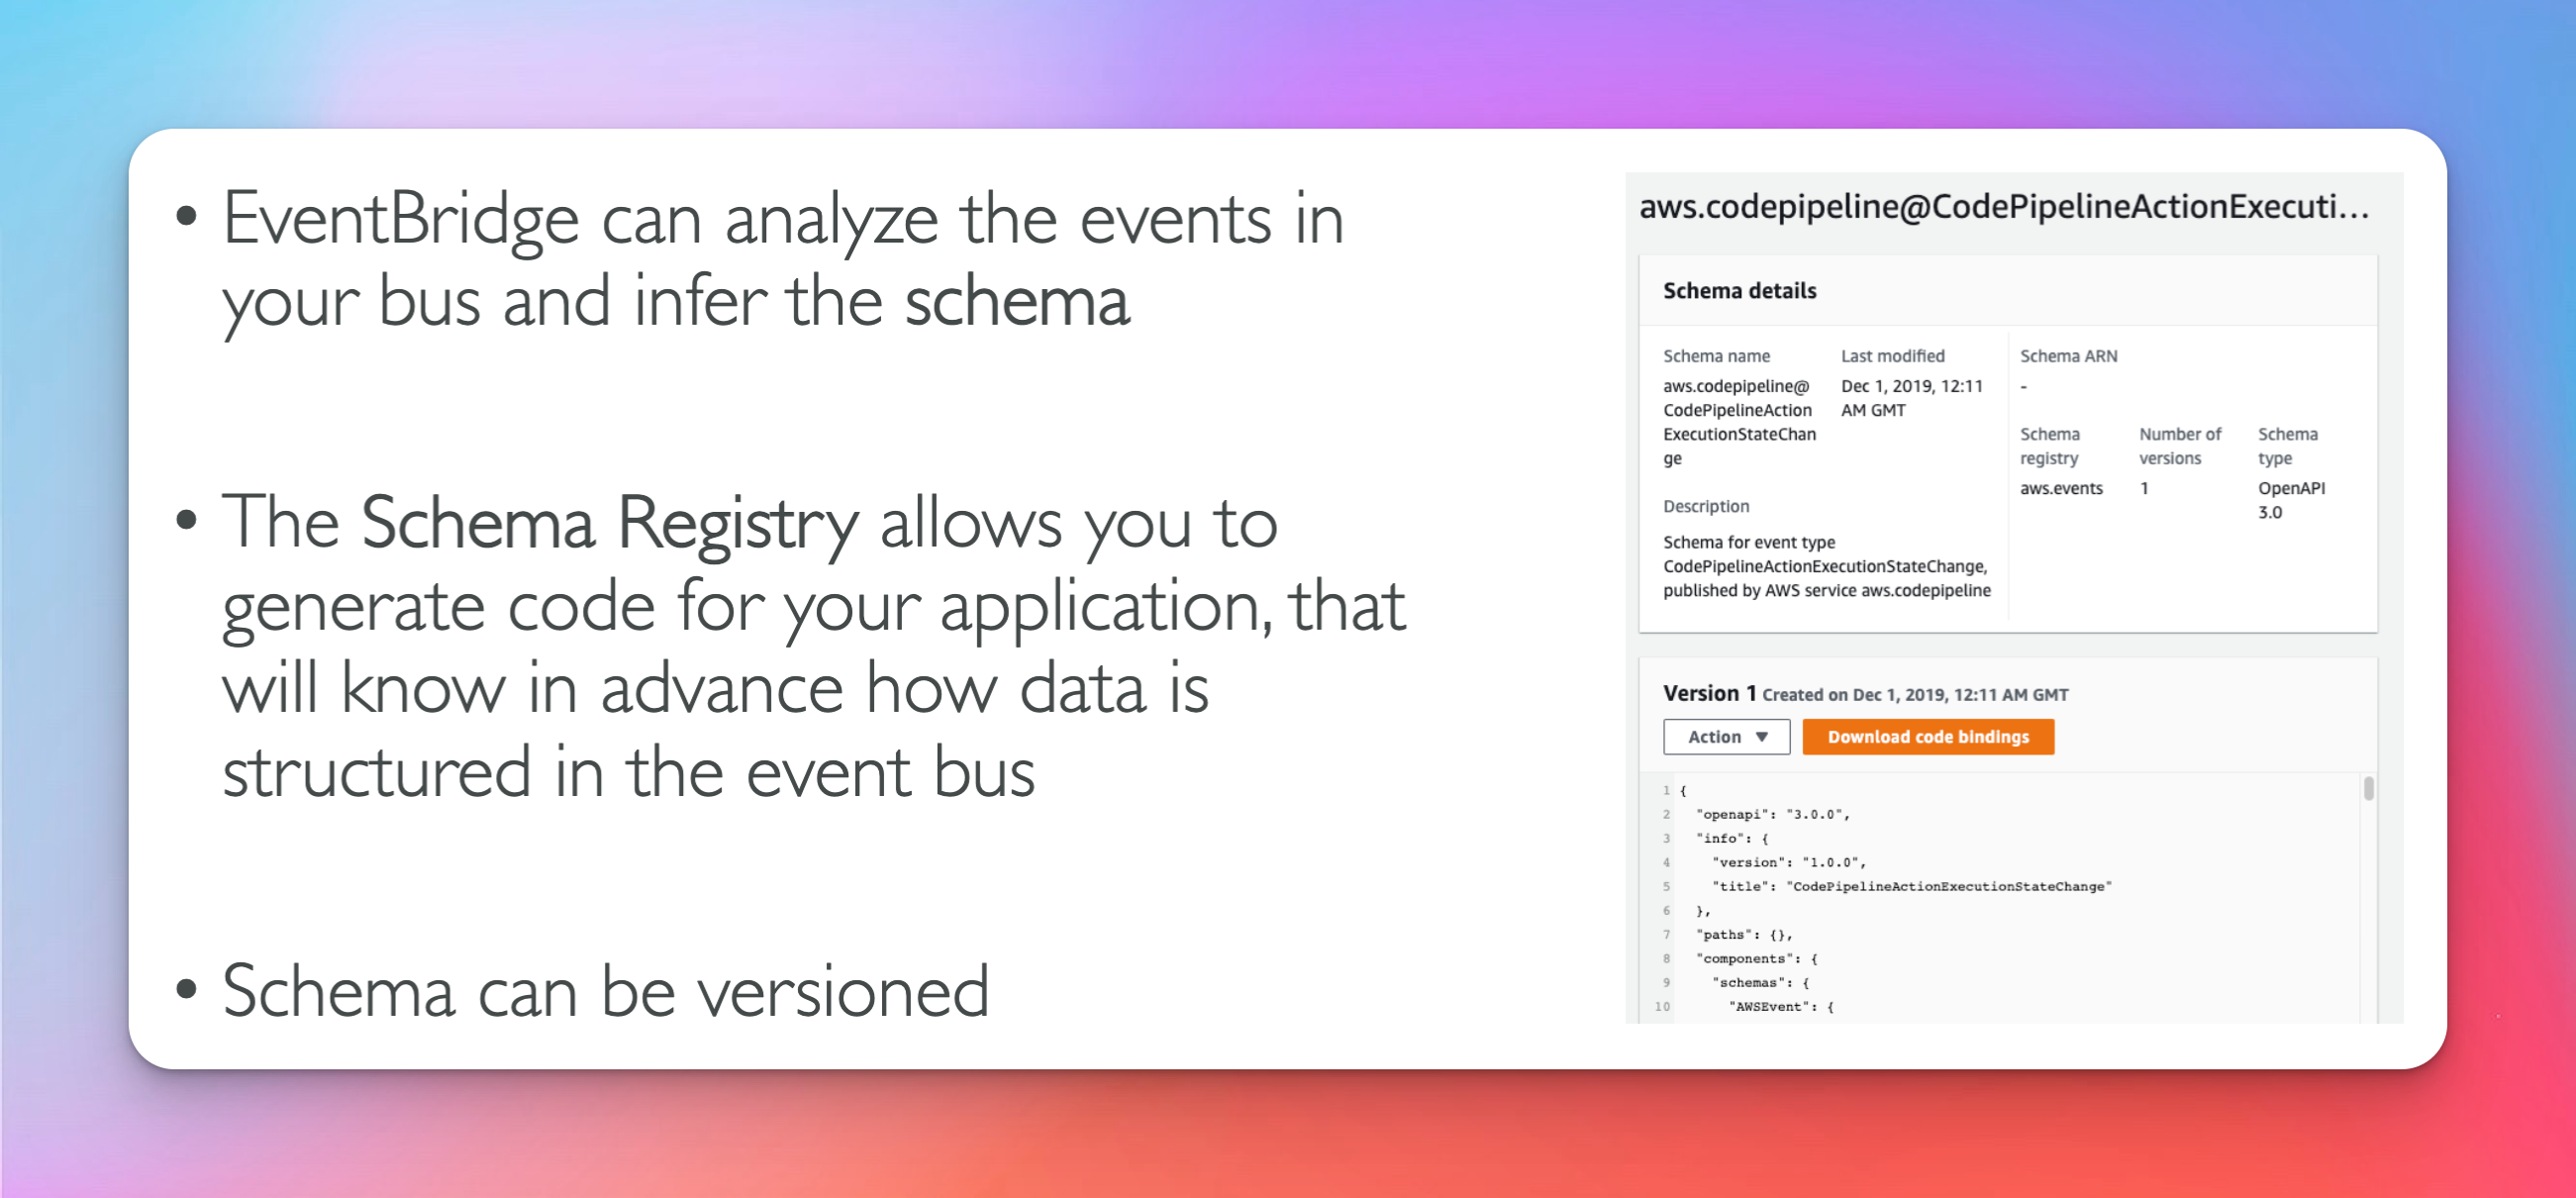 • EventBridge can analyze the events in
your bus and infer the schema
• The Schema Registry allows you to
generate code for your application, that
will know in advance how data is
structured in the event bus
• Schema can be versioned
aws.codepipeline@CodePipelineActionExecuti...
Schema details
Schema name
aws.codepipeline@
CodePipelineAction
ExecutionStateChan
ge
Last modified
Dec 1, 2019, 12:11
AM GMT
Description
Schema for event type
CodePipelineActionExecutionStateChange,
published by AWS service aws.codepipeline
Schema ARN
-
Schema
registry
aws.events
Number of
versions
1
Schema
type
OpenAPI
3.0
Version 1 Created on Dec 1, 2019, 12:11 AM GMT
Action ▼ Download code bindings
1 {
2 "openapi": "3.0.0",
3 "info": {
4 "version": "1.0.0",
5 "title": "CodePipelineActionExecutionStateChange"
6 },
7 "paths": {},
8 "components": {
9 "schemas": {
10 "AWSEvent": {